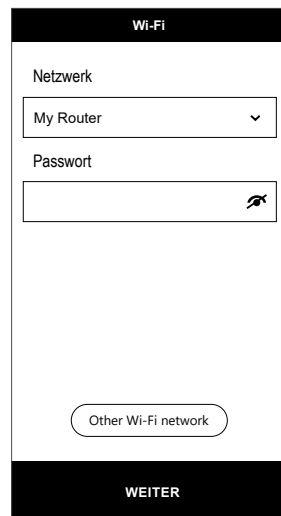 Wi-Fi
Netzwerk
My Router
Passwort
Other Wi-Fi network
WEITER